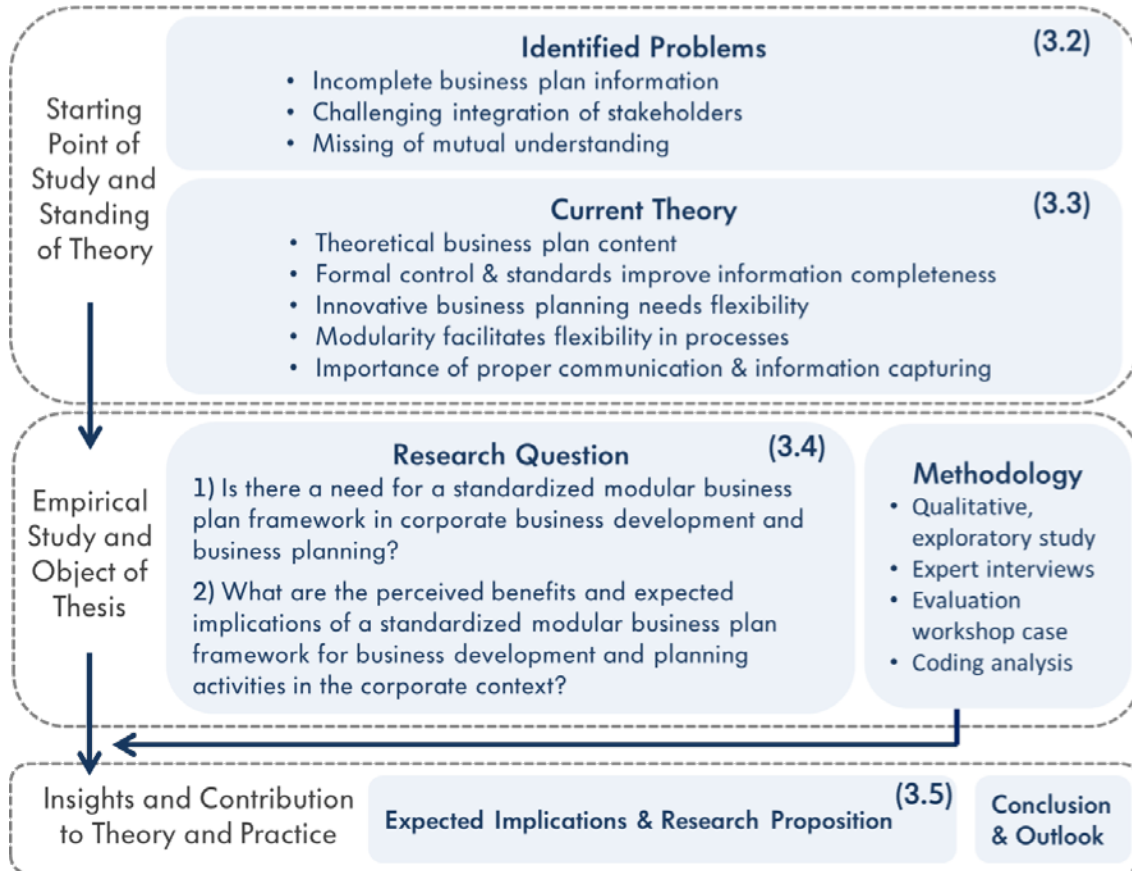 Starting
Point of
Study and
Standing
of Theory
Identified Problems
(3.2)
• Incomplete business plan information
• Challenging integration of stakeholders
• Missing of mutual understanding
Current Theory
(3.3)
• Theoretical business plan content
• Formal control & standards improve information completeness
• Innovative business planning needs flexibility
• Modularity facilitates flexibility in processes
• Importance of proper communication & information capturing
Empirical
Study and
Object of
Thesis
Research Question
(3.4)
1) Is there a need for a standardized modular business
plan framework in corporate business development and
business planning?
2) What are the perceived benefits and expected
implications of a standardized modular business plan
framework for business development and planning
activities in the corporate context?
Methodology
• Qualitative,
exploratory study
• Expert interviews
• Evaluation
workshop case
• Coding analysis
Insights and Contribution
to Theory and Practice
(3.5)
Expected Implications & Research Proposition
Conclusion
& Outlook